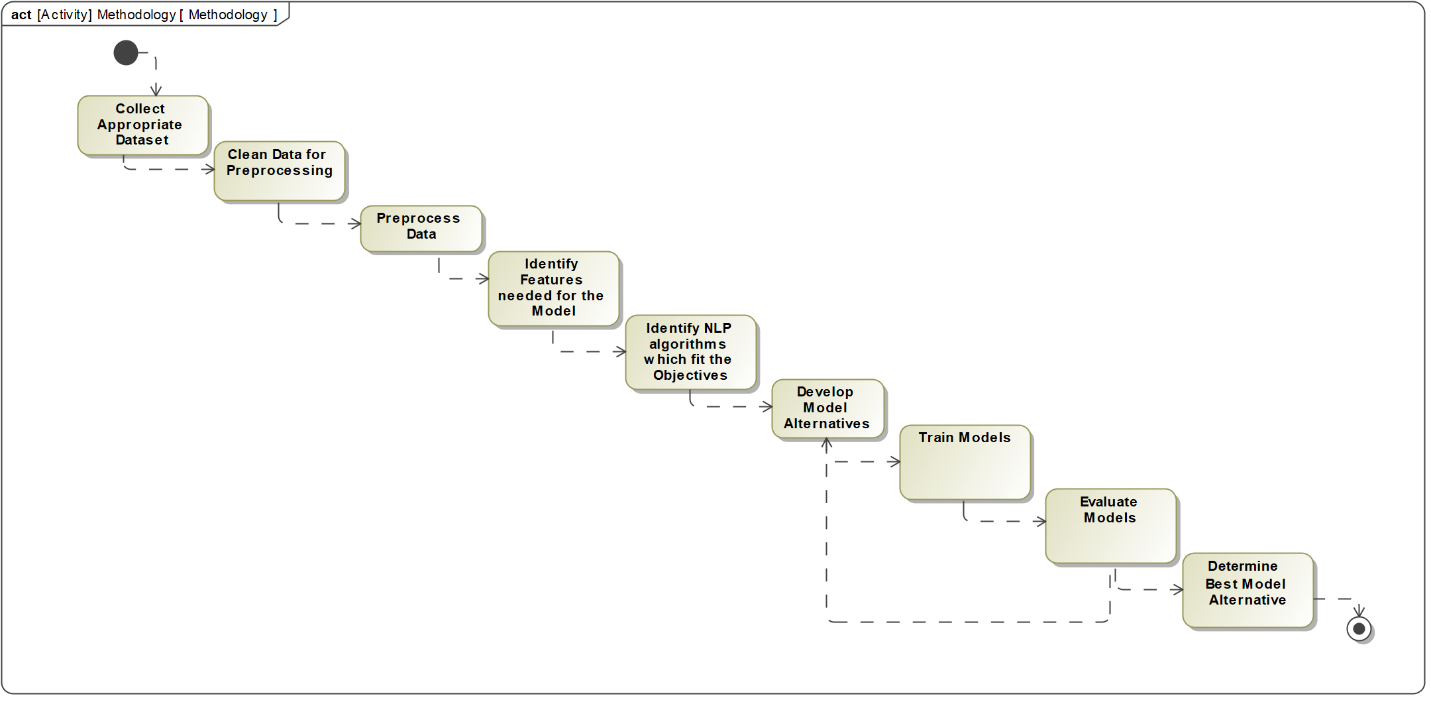 act [Activity] Methodology [ Methodology ]
Collect
Appropriate
Dataset
Clean Data for
Preprocessing
Preprocess
Data
Identify
Features
needed for the
Model
Identify NLP
algorithms
which fit the
Objectives
Develop
Model
Alternatives
Train Models
Evaluate
Models
Determine
Best Model
Alternative